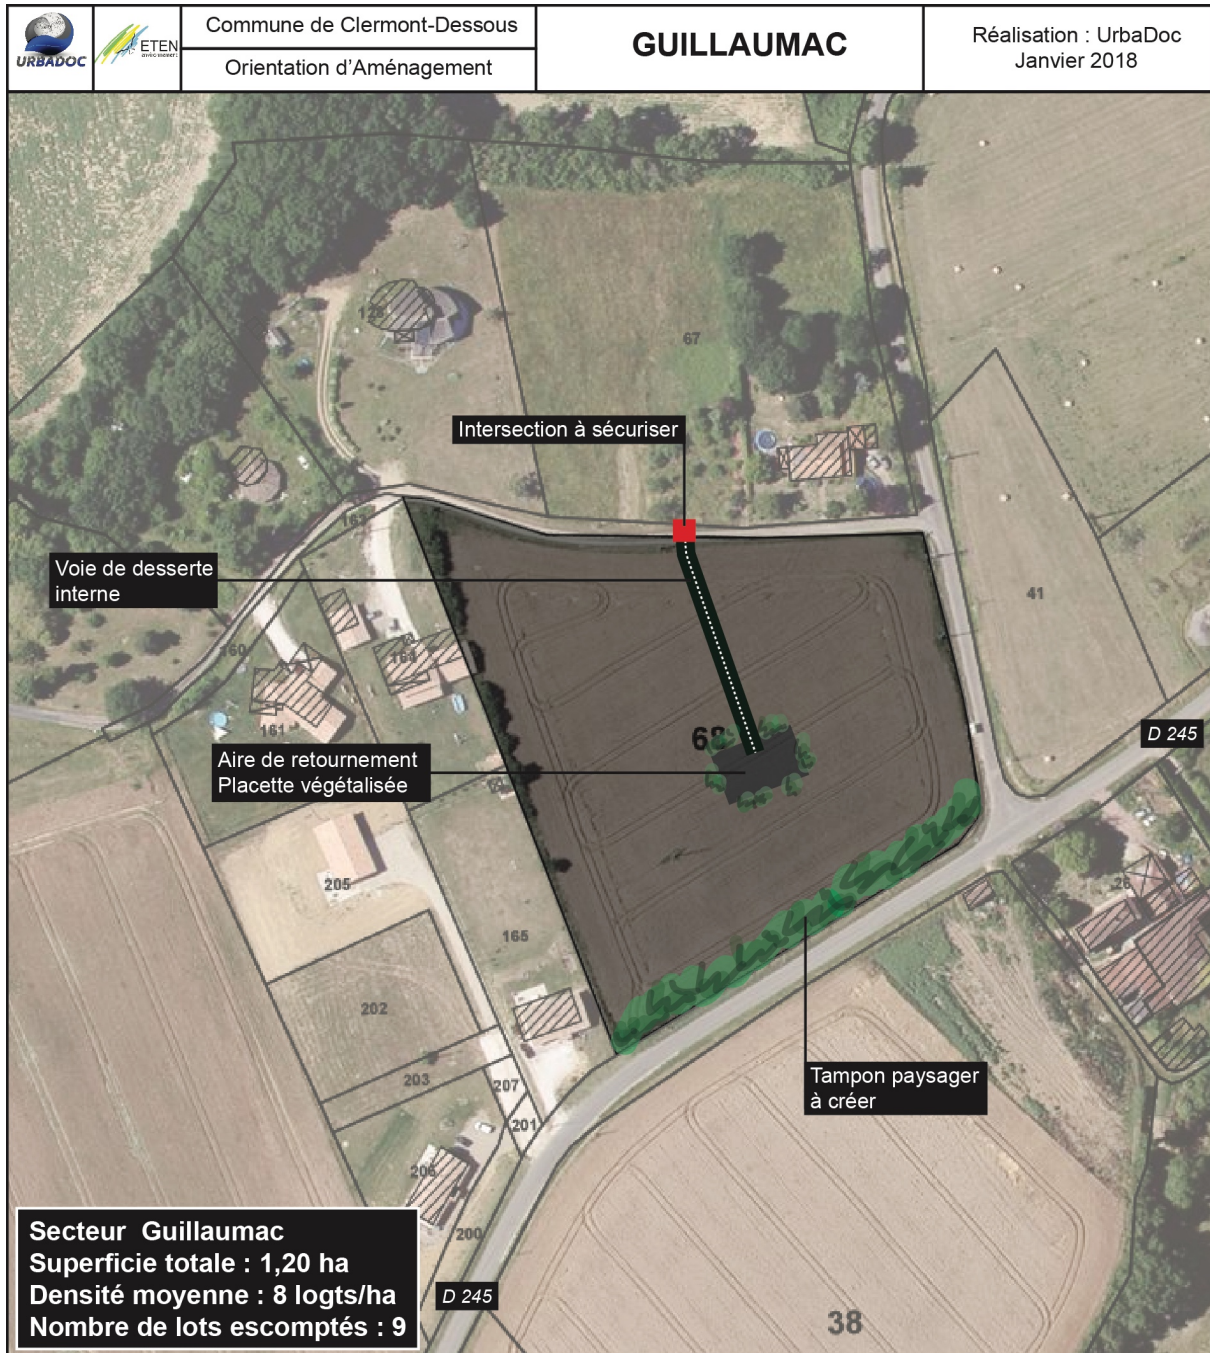 URBADOC
ETEN
environnement
Commune de Clermont-Dessous
Orientation d'Aménagement
GUILLAUMAC
Réalisation : UrbaDoc
Janvier 2018
128
67
Intersection à sécuriser
Voie de desserte
interne
41
160
164
161
68
D 245
Aire de retournement
Placette végétalisée
205
165
202
203
207
201
Tampon paysager
à créer
206
200
Secteur Guillaumac
Superficie totale : 1,20 ha
Densité moyenne : 8 logts/ha
Nombre de lots escomptés : 9
D 245
38